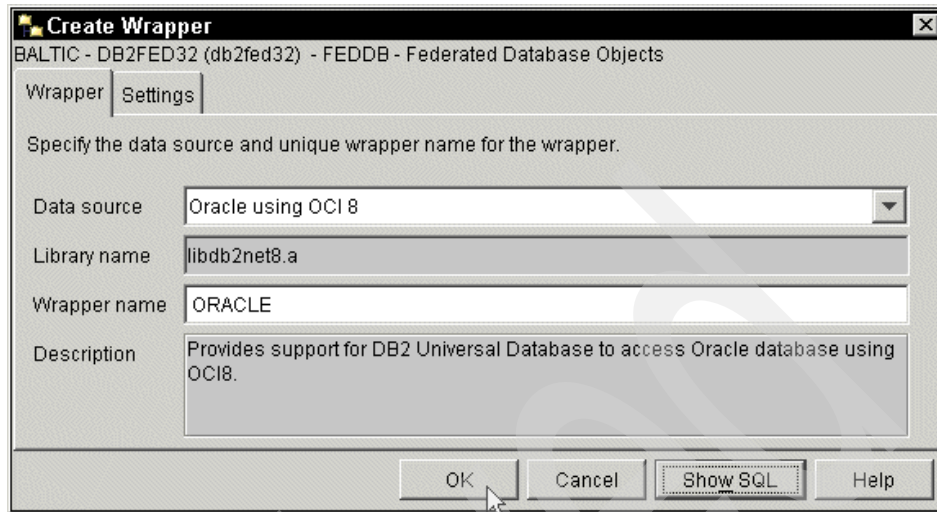 Create Wrapper
BALTIC - DB2FED32 (db2fed32) - FEDDB - Federated Database Objects
Wrapper Settings
Specify the data source and unique wrapper name for the wrapper.
Data source Oracle using OCI 8
Library name libdb2net8.a
Wrapper name ORACLE
Description Provides support for DB2 Universal Database to access Oracle database using
OCI8.
OK Cancel Show SQL Help